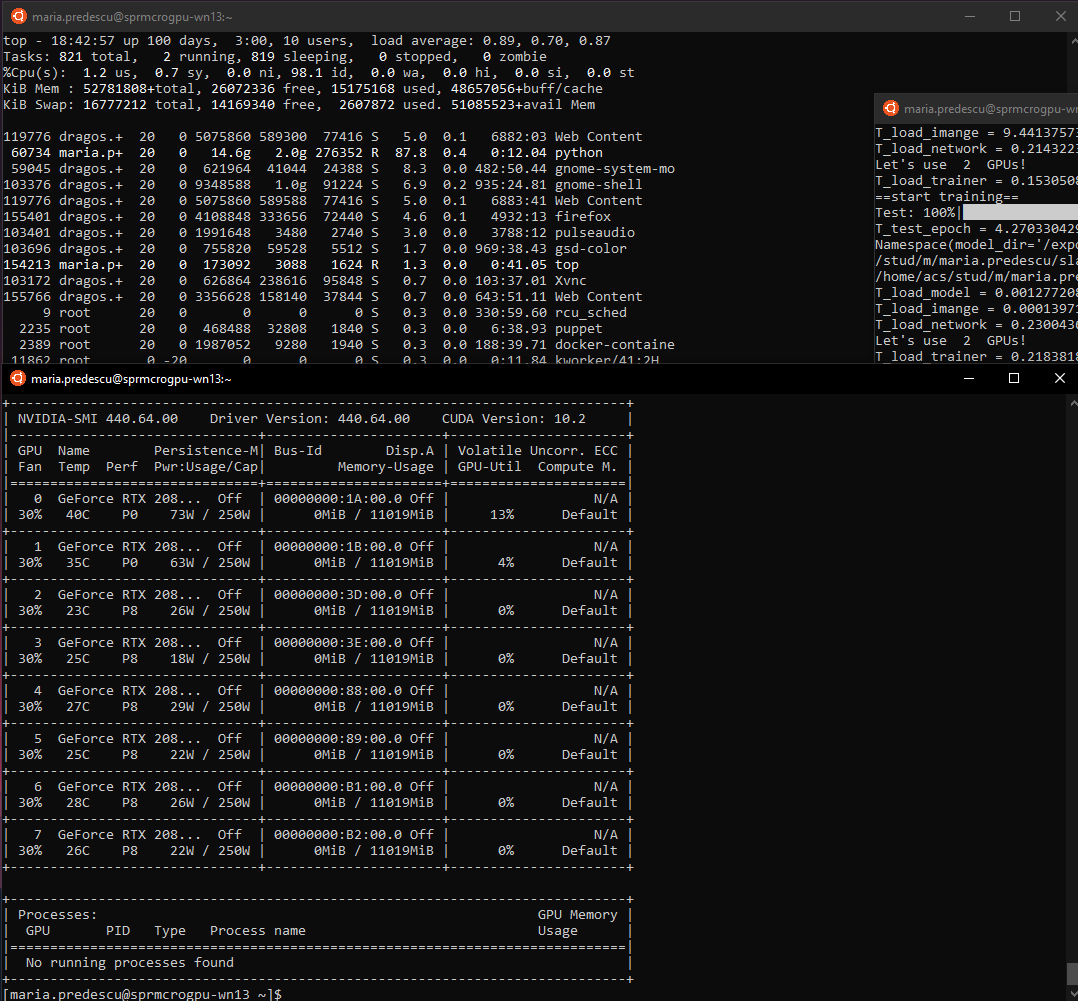 maria.predescu@sprmcrogpu-wn13:~
top - 18:42:57 up 100 days,  3:00, 10 users,  load average: 0.89, 0.70, 0.87
Tasks: 821 total,   2 running, 819 sleeping,   0 stopped,   0 zombie
%Cpu(s):  1.2 us,  0.7 sy,  0.0 ni, 98.1 id,  0.0 wa,  0.0 hi,  0.0 si,  0.0 st
KiB Mem : 52781808+total, 26072336 free, 15175168 used, 48657056+buff/cache
KiB Swap: 16777212 total, 14169340 free,  2607872 used. 51085523+avail Mem
119776 dragos.+  20   0 5075860 589300  77416 S   5.0  0.1   6882:03 Web Content
60734 maria.p+  20   0   14.6g   2.0g 276352 R  87.8  0.4   0:12.04 python
59045 dragos.+  20   0  621964  41044  24388 S   8.3  0.0 482:50.44 gnome-system-mo
103376 dragos.+  20   0 9348588   1.0g  91224 S   6.9  0.2 935:24.81 gnome-shell
119776 dragos.+  20   0 5075860 589588  77416 S   5.0  0.1   6883:41 Web Content
155401 dragos.+  20   0 4108848 333656  72440 S   4.6  0.1   4932:13 firefox
103401 dragos.+  20   0 1991648   3480   2740 S   3.0  0.0   3788:12 pulseaudio
103696 dragos.+  20   0  755820  59528   5512 S   1.7  0.0 969:38.43 gsd-color
154213 maria.p+  20   0  173092   3088   1624 R   1.3  0.0   0:41.05 top
103172 dragos.+  20   0  626864 238616  95848 S   0.7  0.0 103:37.01 Xvnc
155766 dragos.+  20   0 3356628 158140  37844 S   0.7  0.0 643:51.11 Web Content
9 root      20   0       0      0      0 S   0.3  0.0 330:59.60 rcu_sched
2235 root      20   0  468488  32808   1840 S   0.3  0.0   6:38.93 puppet
2389 root      20   0 1987052   9280   1940 S   0.3  0.0 188:39.71 docker-containe
11862 root       0 -20       0      0      0 S   0.3  0.0   0:11.84 kworker/41:2H
maria.predescu@sprmcrogpu-wn
T_load_imange = 9.4413757
T_load_network = 0.214322
Let's use  2  GPUs!
T_load_trainer = 0.1530508
==start training==
Test: 100%|
T_test_epoch = 4.270330429
Namespace(model_dir='/expo
/stud/m/maria.predescu/sla
/home/acs/stud/m/maria.pre
T_load_model = 0.001277208
T_load_imange = 0.00013971
T_load_network = 0.230043
Let's use  2  GPUs!
T_load_trainer = 0.2183818
maria.predescu@sprmcrogpu-wn13:~
NVIDIA-SMI 440.64.00    Driver Version: 440.64.00    CUDA Version: 10.2
GPU  Name        Persistence-M| Bus-Id        Disp.A | Volatile Uncorr. ECC
Fan  Temp  Perf  Pwr:Usage/Cap|         Memory-Usage | GPU-Util  Compute M.
0  GeForce RTX 208...  Off  | 00000000:1A:00.0 Off |                  N/A
30%   40C    P0    73W / 250W |      0MiB / 11019MiB |     13%      Default
1  GeForce RTX 208...  Off  | 00000000:1B:00.0 Off |                  N/A
30%   35C    P0    63W / 250W |      0MiB / 11019MiB |      4%      Default
2  GeForce RTX 208...  Off  | 00000000:3D:00.0 Off |                  N/A
30%   23C    P8    26W / 250W |      0MiB / 11019MiB |      0%      Default
3  GeForce RTX 208...  Off  | 00000000:3E:00.0 Off |                  N/A
30%   25C    P8    18W / 250W |      0MiB / 11019MiB |      0%      Default
4  GeForce RTX 208...  Off  | 00000000:88:00.0 Off |                  N/A
30%   27C    P8    29W / 250W |      0MiB / 11019MiB |      0%      Default
5  GeForce RTX 208...  Off  | 00000000:89:00.0 Off |                  N/A
30%   25C    P8    22W / 250W |      0MiB / 11019MiB |      0%      Default
6  GeForce RTX 208...  Off  | 00000000:B1:00.0 Off |                  N/A
30%   28C    P8    26W / 250W |      0MiB / 11019MiB |      0%      Default
7  GeForce RTX 208...  Off  | 00000000:B2:00.0 Off |                  N/A
30%   26C    P8    22W / 250W |      0MiB / 11019MiB |      0%      Default
Processes:                                                       GPU Memory
GPU       PID   Type   Process name                             Usage
No running processes found
[maria.predescu@sprmcrogpu-wn13 ~]$